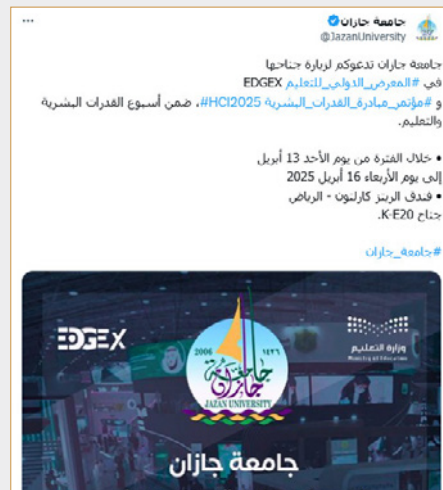 جامعة جازان
@JazanUniversity
جامعة جازان تدعوكم لزيارة جناحها
في #المعرض_الدولي_للتعليم EDGEX
و #مؤتمر_مبادرة_القدرات_البشرية HCI2025#، ضمن أسبوع القدرات البشرية
والتعليم.
• خلال الفترة من يوم الأحد 13 أبريل
إلى يوم الأربعاء 16 أبريل 2025
• فندق الريتز كارلتون - الرياض
جناح K-E20.
#جامعة_جازان
EDGEX
وزارة التعليم
Ministry of Education
2006 ١٤٢٦
جامعة جازان
JAZAN UNIVERSITY
جامعة جازان